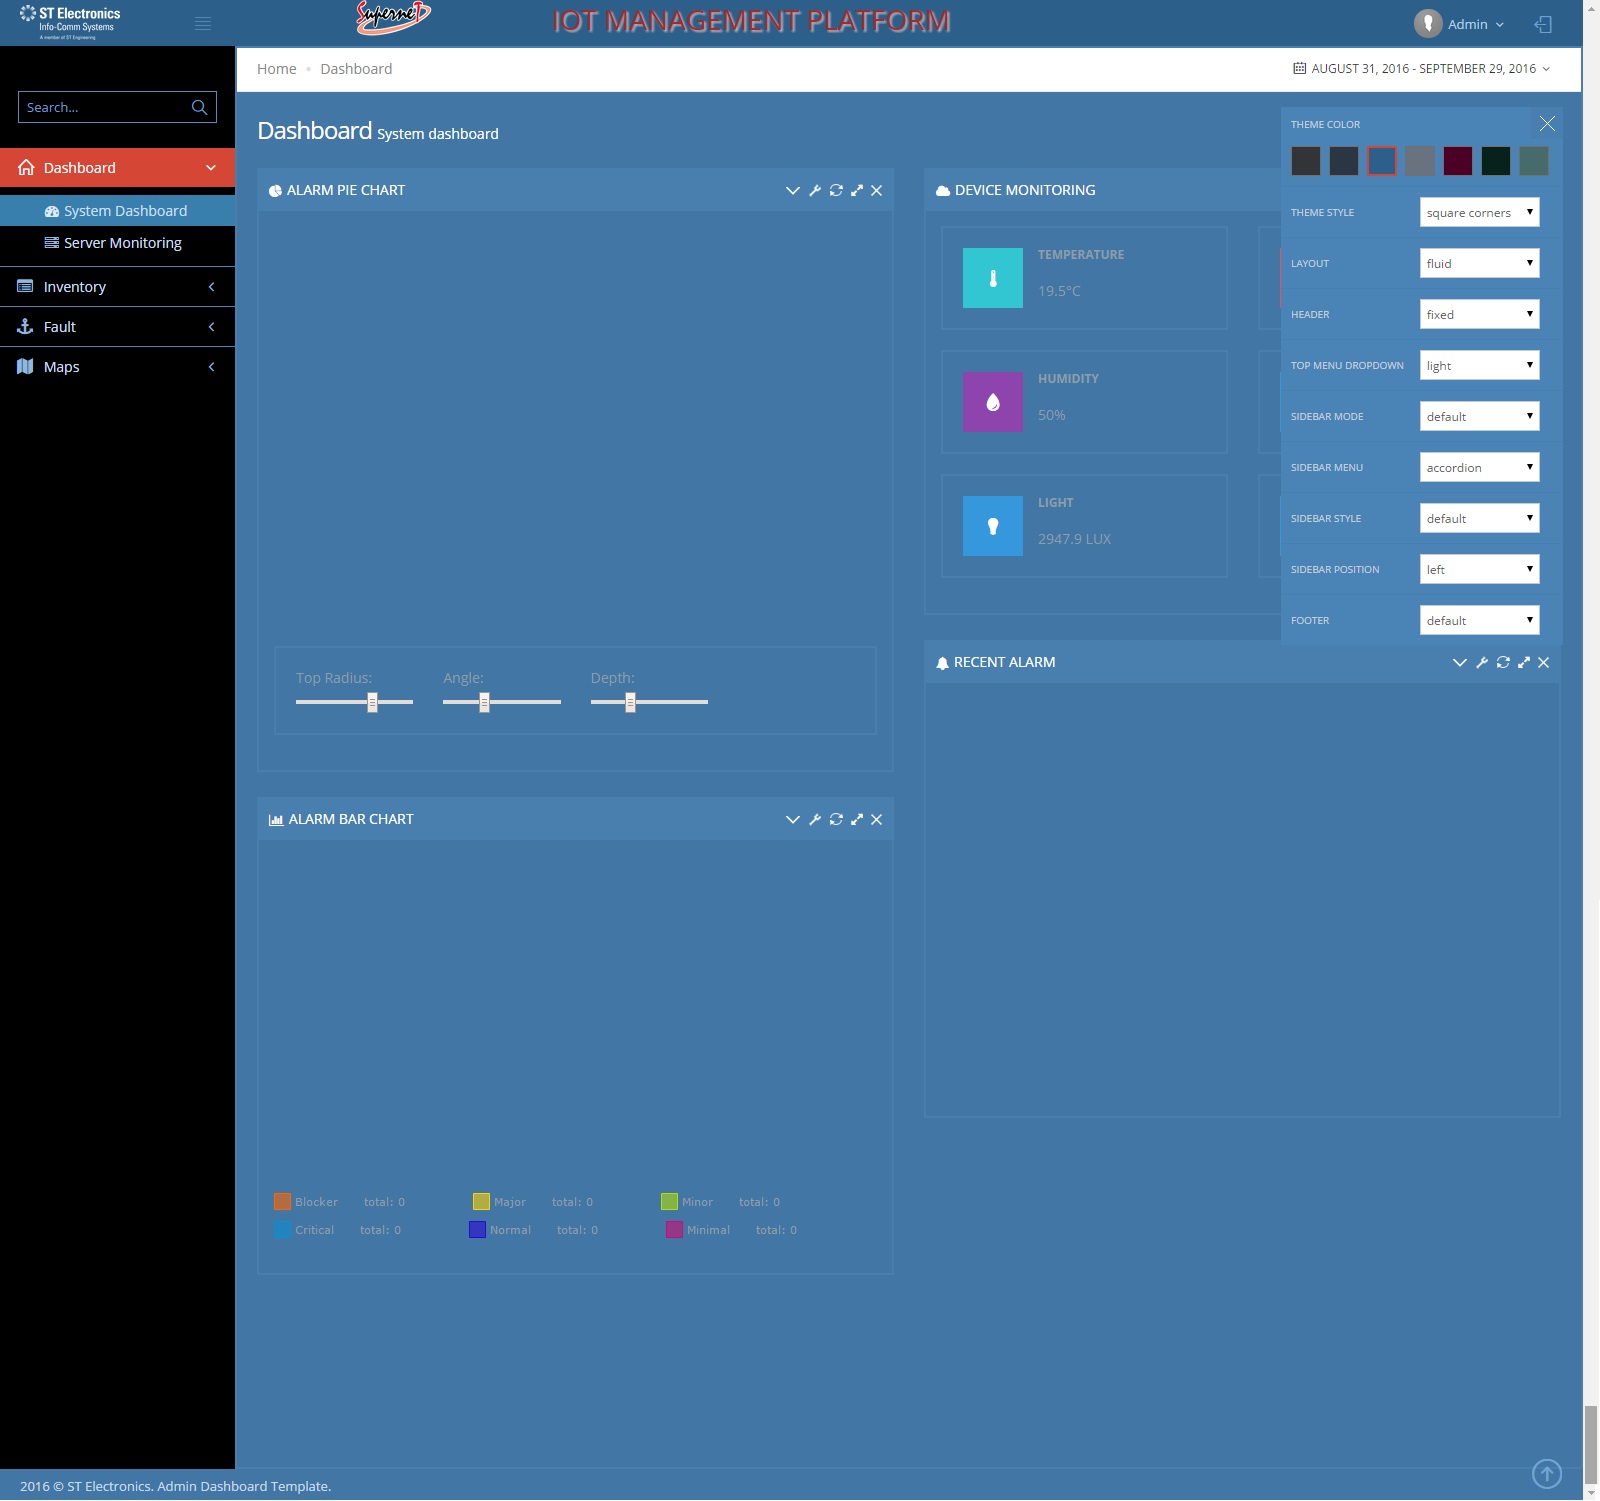 ST Electronics
Info-Comm Systems
A member of ST Engineering
SuperneT
IOT MANAGEMENT PLATFORM
Admin
Home • Dashboard
AUGUST 31, 2016 - SEPTEMBER 29, 2016
Search...
Dashboard
System Dashboard
Server Monitoring
Inventory
Fault
Maps
Dashboard System dashboard
ALARM PIE CHART
Top Radius: Angle: Depth:
ALARM BAR CHART
Blocker total: 0 Major total: 0 Minor total: 0
Critical total: 0 Normal total: 0 Minimal total: 0
DEVICE MONITORING
TEMPERATURE
19.5°C
HUMIDITY
50%
LIGHT
2947.9 LUX
RECENT ALARM
THEME COLOR
THEME STYLE square corners
LAYOUT fluid
HEADER fixed
TOP MENU DROPDOWN light
SIDEBAR MODE default
SIDEBAR MENU accordion
SIDEBAR STYLE default
SIDEBAR POSITION left
FOOTER default
2016 © ST Electronics. Admin Dashboard Template.